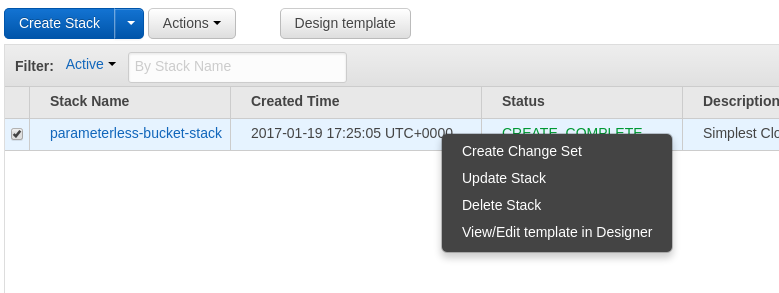 Create Stack Actions Design template
Filter: Active By Stack Name
Stack Name Created Time Status Description
parameterless-bucket-stack 2017-01-19 17:25:05 UTC+0000 CREATE_COMPLETE Simplest Clo
Create Change Set
Update Stack
Delete Stack
View/Edit template in Designer